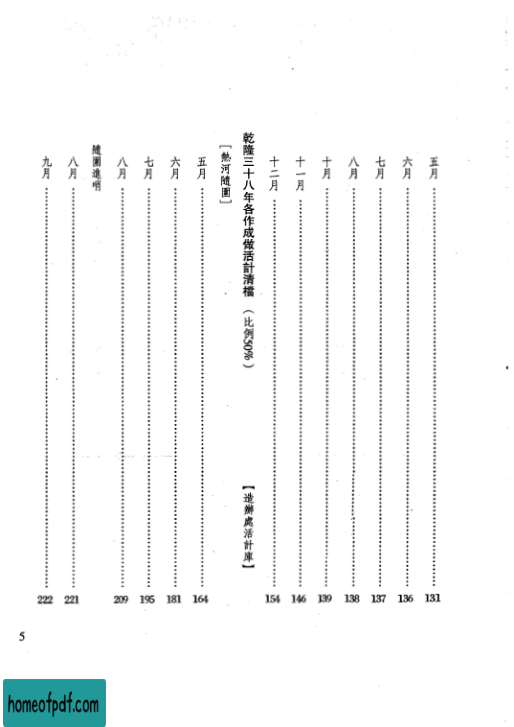 五月 131
六月 136
七月 137
八月 138
十月 139
十一月 146
十二月 154
乾隆三十八年各作成做活計清檔（比例50%）【造辦處活計庫】
［熱河隨圍］
五月 164
六月 181
七月 195
八月 209
隨圍進哨
八月 221
九月 222
5
homeofpdf.com